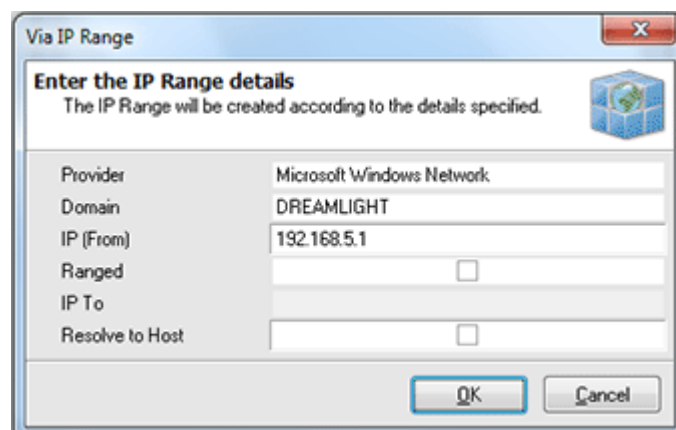 Via IP Range
Enter the IP Range details
The IP Range will be created according to the details specified.
Provider Microsoft Windows Network
Domain DREAMLIGHT
IP (From) 192.168.5.1
Ranged
IP To
Resolve to Host
OK Cancel